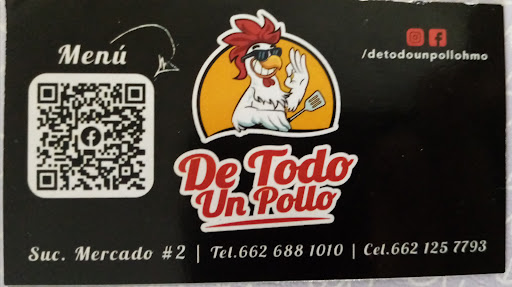 Menú
/detodounpollohmo
De Todo
Un Pollo
Suc. Mercado #2 | Tel.662 688 1010 | Cel.662 125 7793